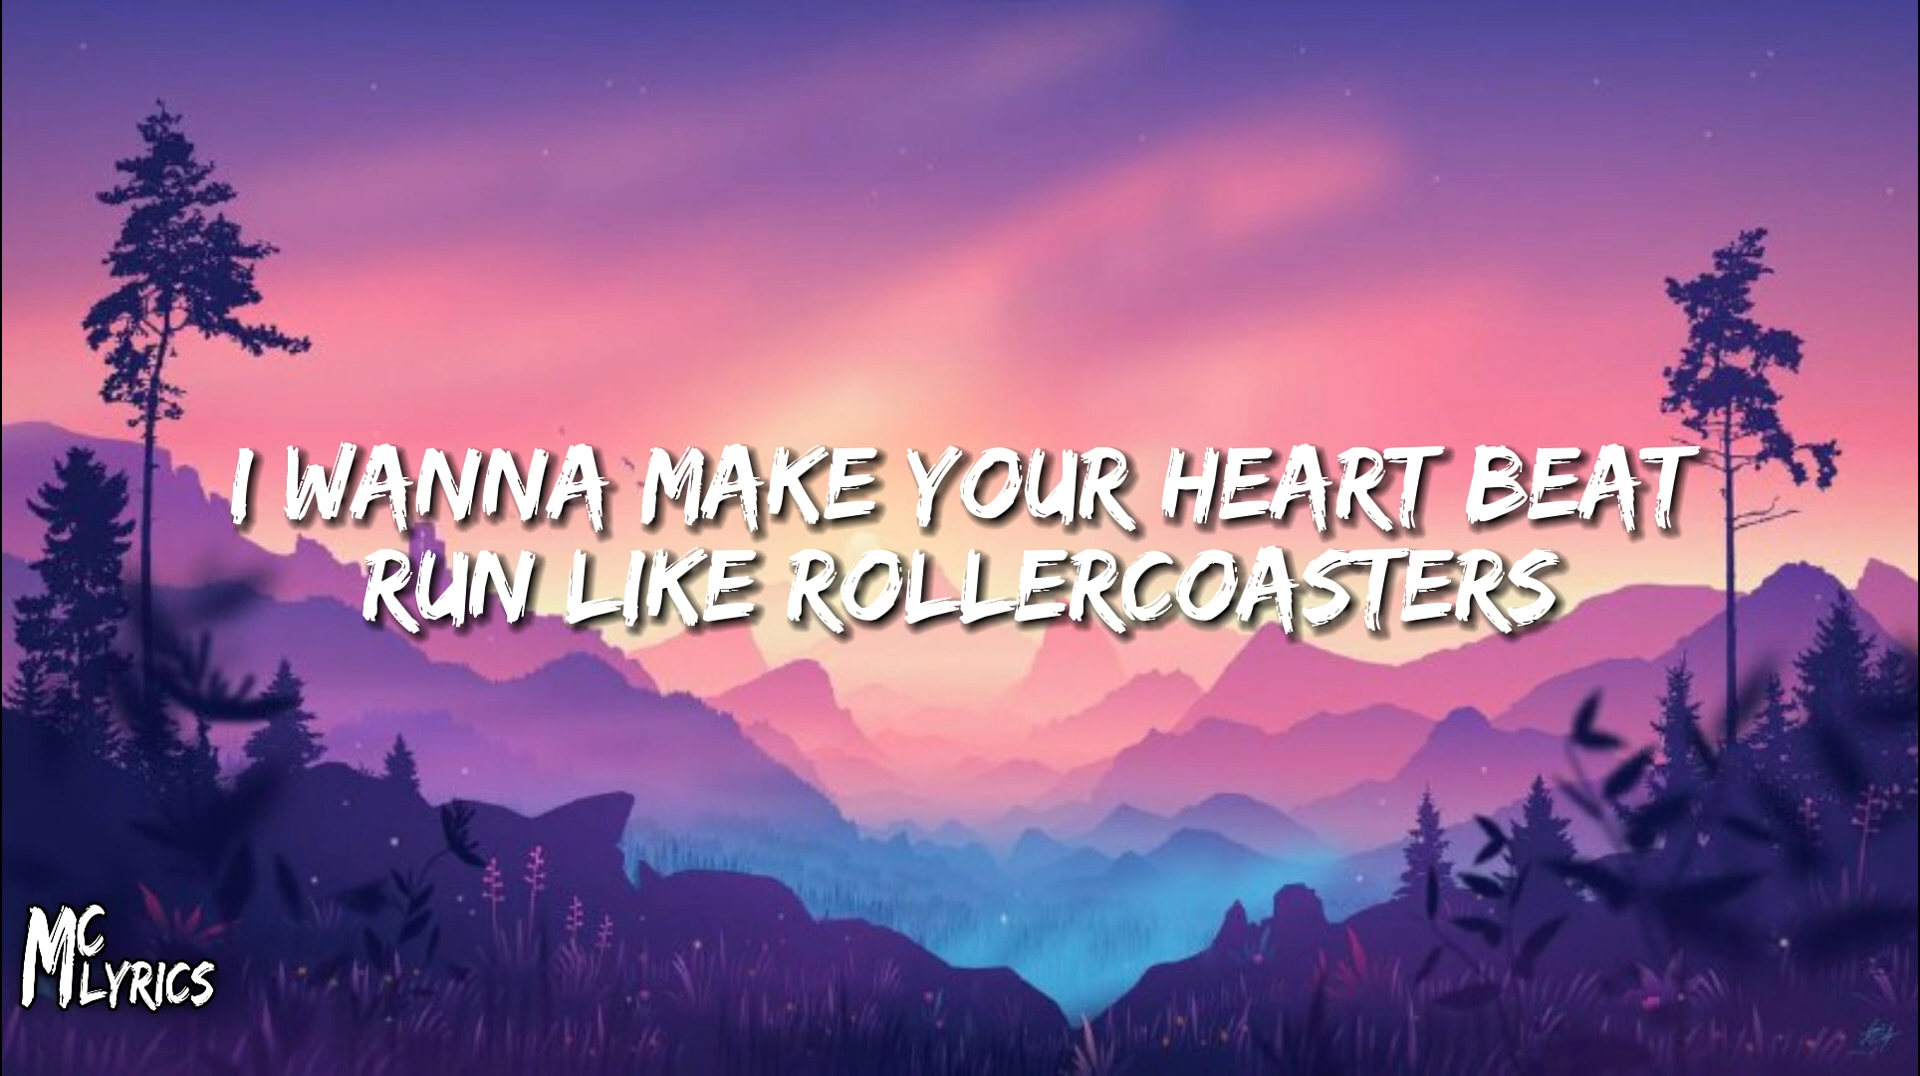 I WANNA MAKE YOUR HEART BEAT
RUN LIKE ROLLERCOASTERS
MC
LYRICS